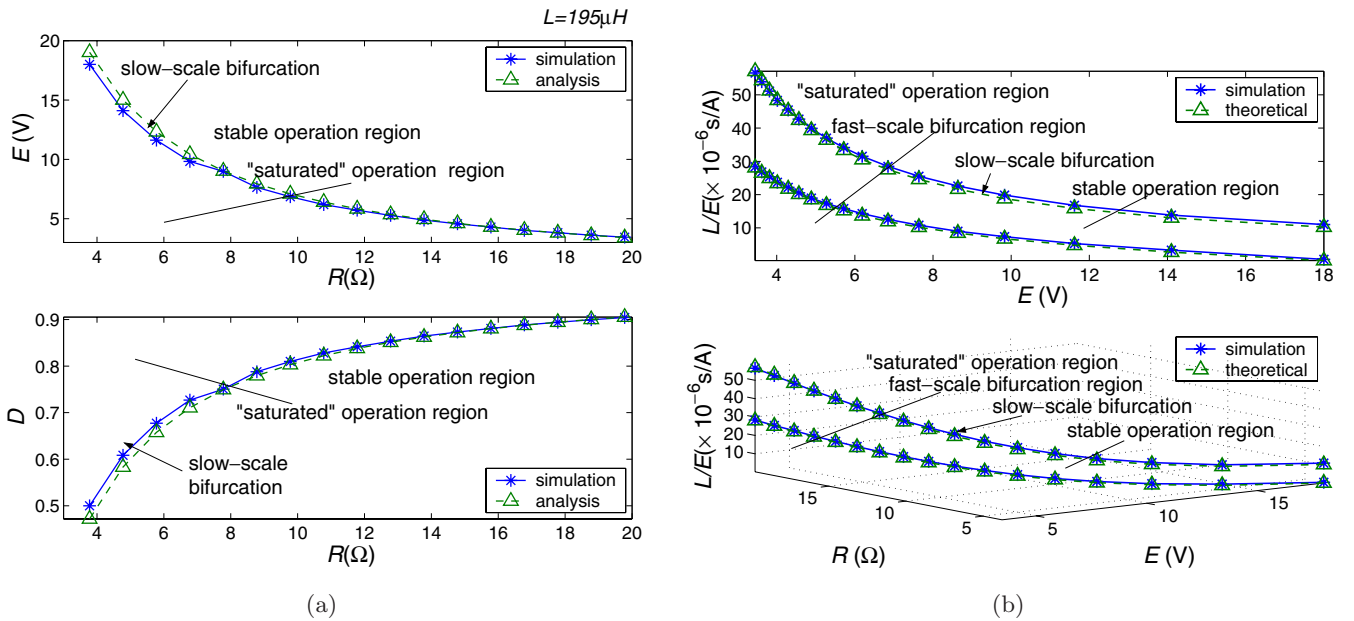 L=195μH
20
15
10
5
E (V)
slow–scale bifurcation
stable operation region
"saturated" operation region
simulation
analysis
4 6 8 10 12 14 16 18 20
R(Ω)
0.9
0.8
0.7
0.6
0.5
D
stable operation region
"saturated" operation region
slow–scale
bifurcation
simulation
analysis
4 6 8 10 12 14 16 18 20
R(Ω)
(a)
50
40
30
20
10
L/E(× 10⁻⁶s/A)
"saturated" operation region
fast–scale bifurcation region
slow–scale bifurcation
stable operation region
simulation
theoretical
4 6 8 10 12 14 16 18
E (V)
50
40
30
20
10
L/E(× 10⁻⁶s/A)
"saturated" operation region
fast–scale bifurcation region
slow–scale bifurcation
stable operation region
simulation
theoretical
15 10 5
R (Ω)
5 10 15
E (V)
(b)